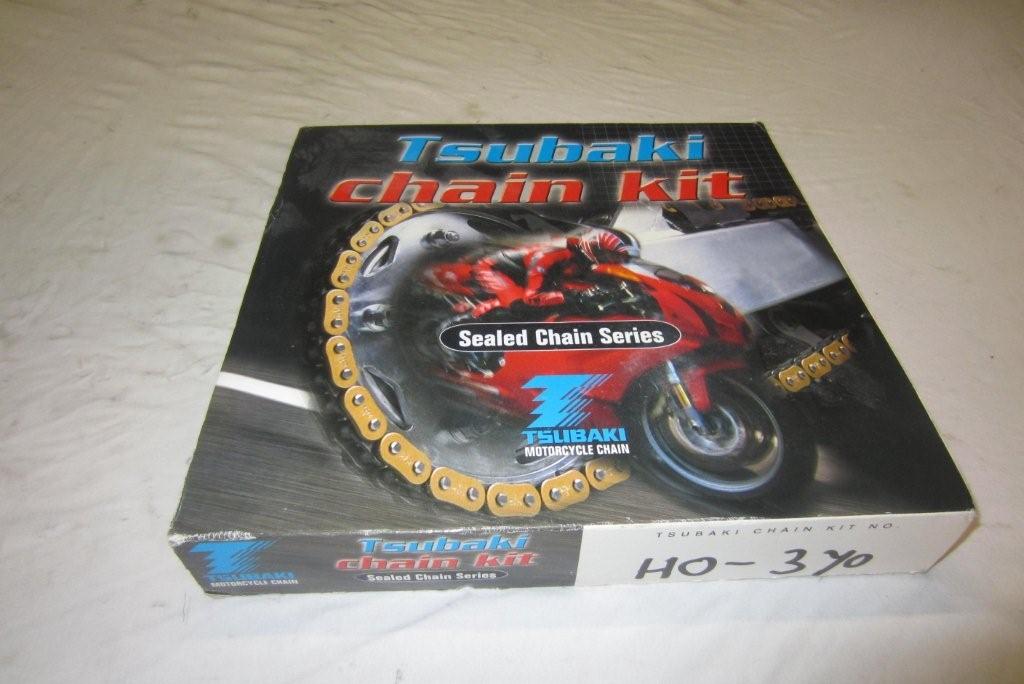 Tsubaki
chain kit
Sealed Chain Series
TSUBAKI
MOTORCYCLE CHAIN
TSUBAKI
MOTORCYCLE CHAIN
Tsubaki
chain kit
Sealed Chain Series
TSUBAKI CHAIN KIT NO.
HO-340